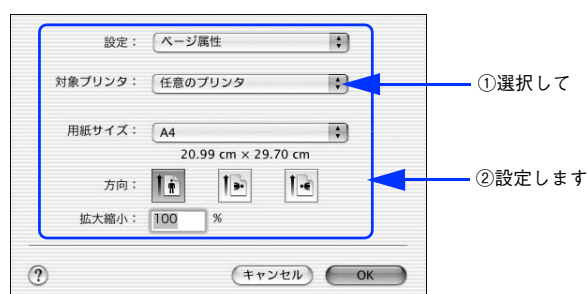 設定： ページ属性
対象プリンタ： 任意のプリンタ
①選択して
用紙サイズ： A4
20.99 cm × 29.70 cm
方向：
②設定します
拡大縮小： 100 %
? キャンセル OK